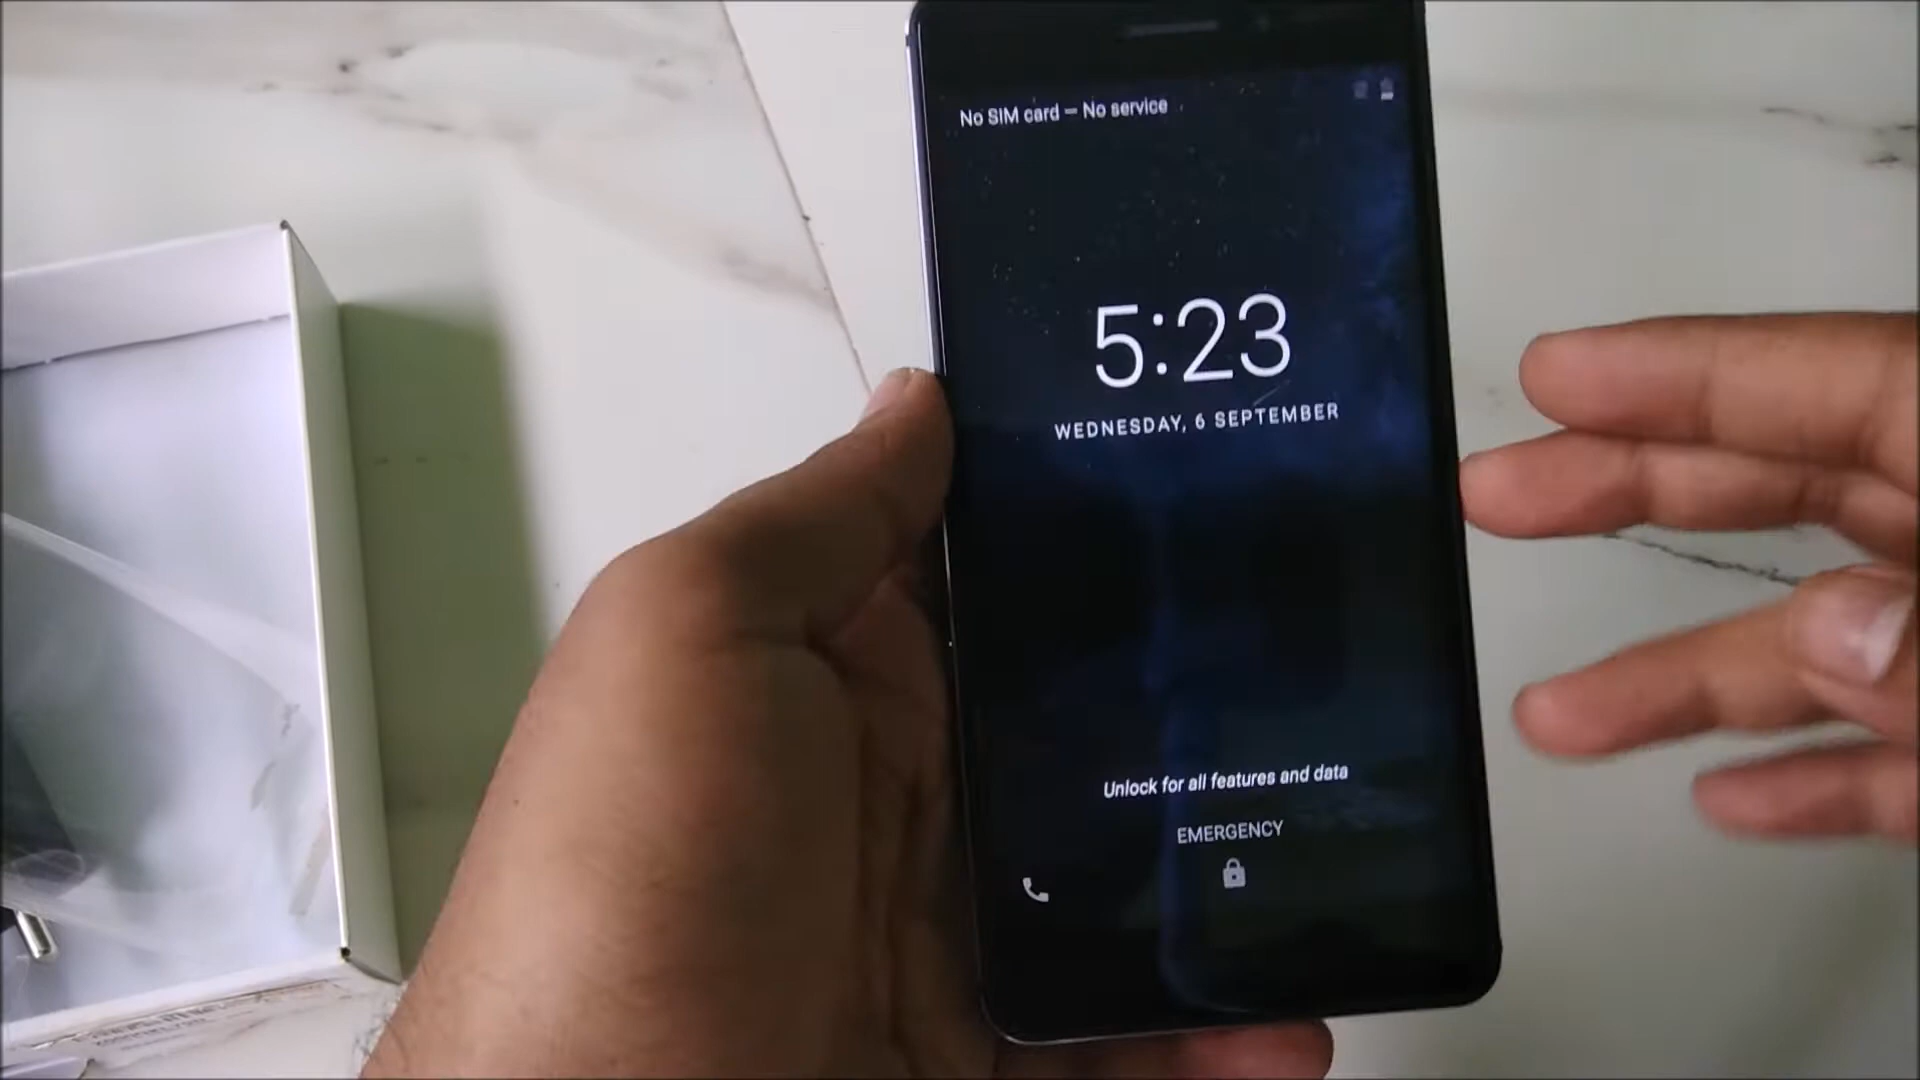 No SIM card — No service
5:23
WEDNESDAY, 6 SEPTEMBER
Unlock for all features and data
EMERGENCY